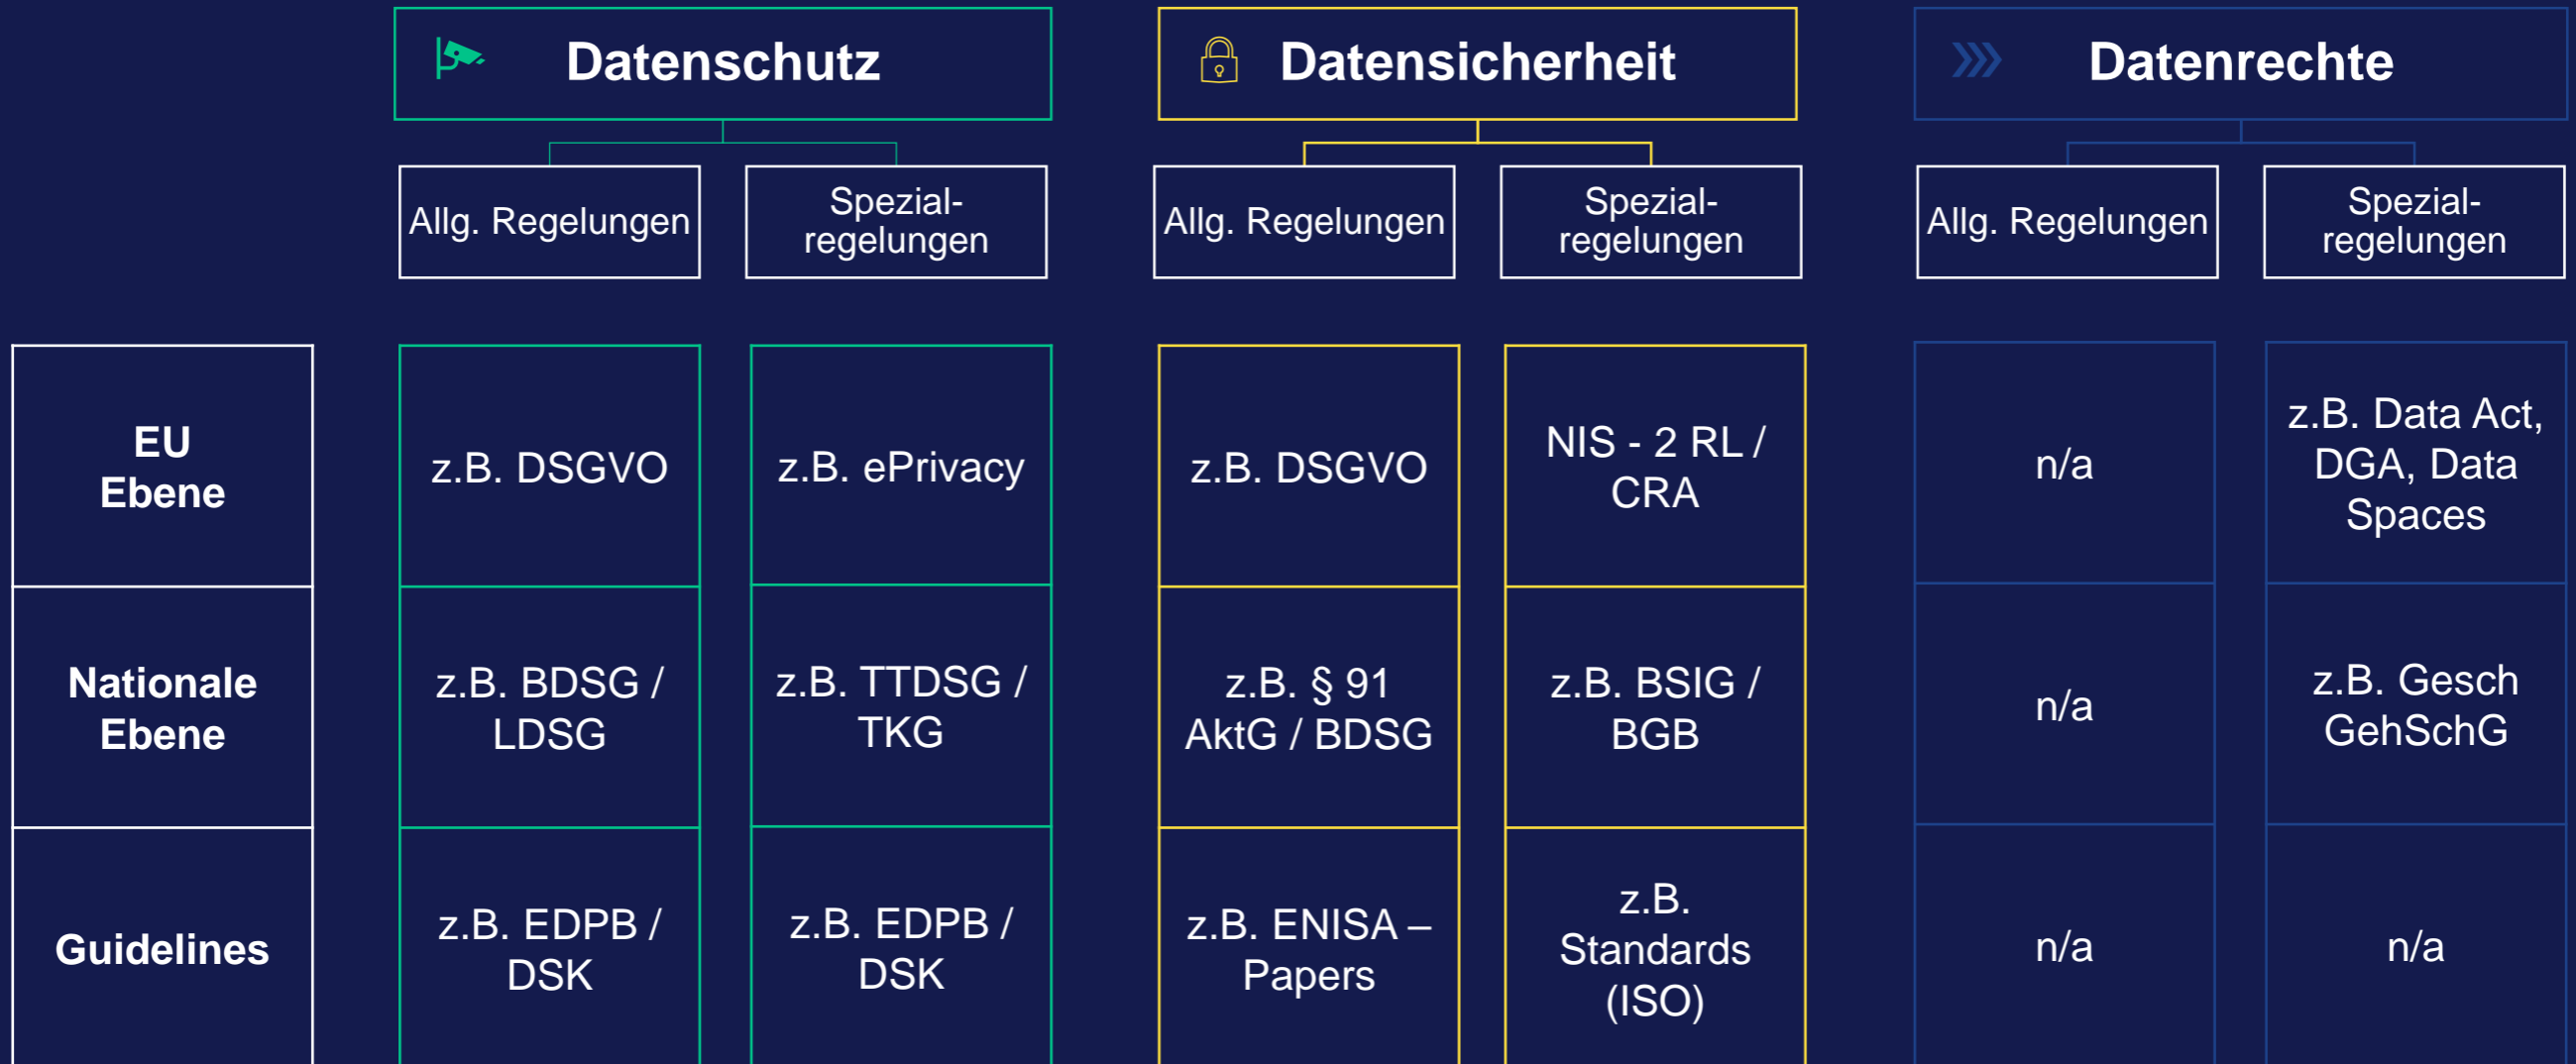 Datenschutz
Datensicherheit
Datenrechte
Allg. Regelungen
Spezial-
regelungen
Allg. Regelungen
Spezial-
regelungen
Allg. Regelungen
Spezial-
regelungen
EU
Ebene
z.B. DSGVO
z.B. ePrivacy
z.B. DSGVO
NIS - 2 RL /
CRA
n/a
z.B. Data Act,
DGA, Data
Spaces
Nationale
Ebene
z.B. BDSG /
LDSG
z.B. TTDSG /
TKG
z.B. § 91
AktG / BDSG
z.B. BSIG /
BGB
n/a
z.B. Gesch
GehSchG
Guidelines
z.B. EDPB /
DSK
z.B. EDPB /
DSK
z.B. ENISA –
Papers
z.B.
Standards
(ISO)
n/a
n/a